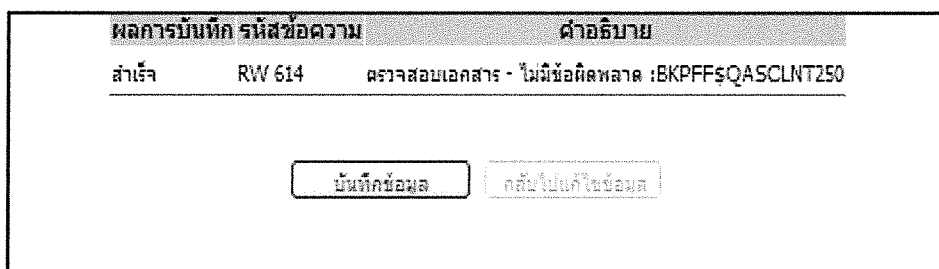 ผลการบันทึก รหัสข้อความ คำอธิบาย
สำเร็จ RW 614 ตรวจสอบเอกสาร - ไม่มีข้อผิดพลาด :BKPFF$QASCLNT250
บันทึกข้อมูล กลับไปแก้ไขข้อมูล